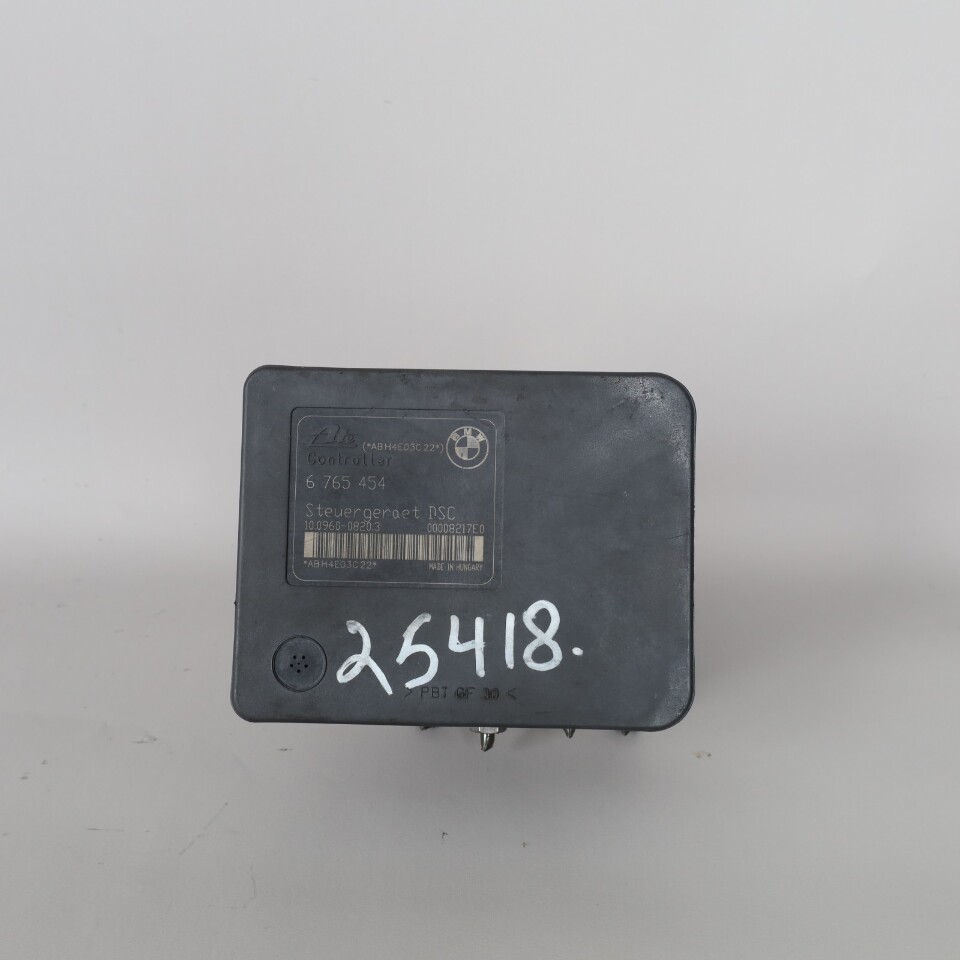 Ate (*ABH4E03C22*) BMW
Controller
6 765 454
Steuergeraet DSC
10.0960-0820.3 00008217E0
*ABH4E03C22* MADE IN HUNGARY
25418.
> PBT GF 30 <